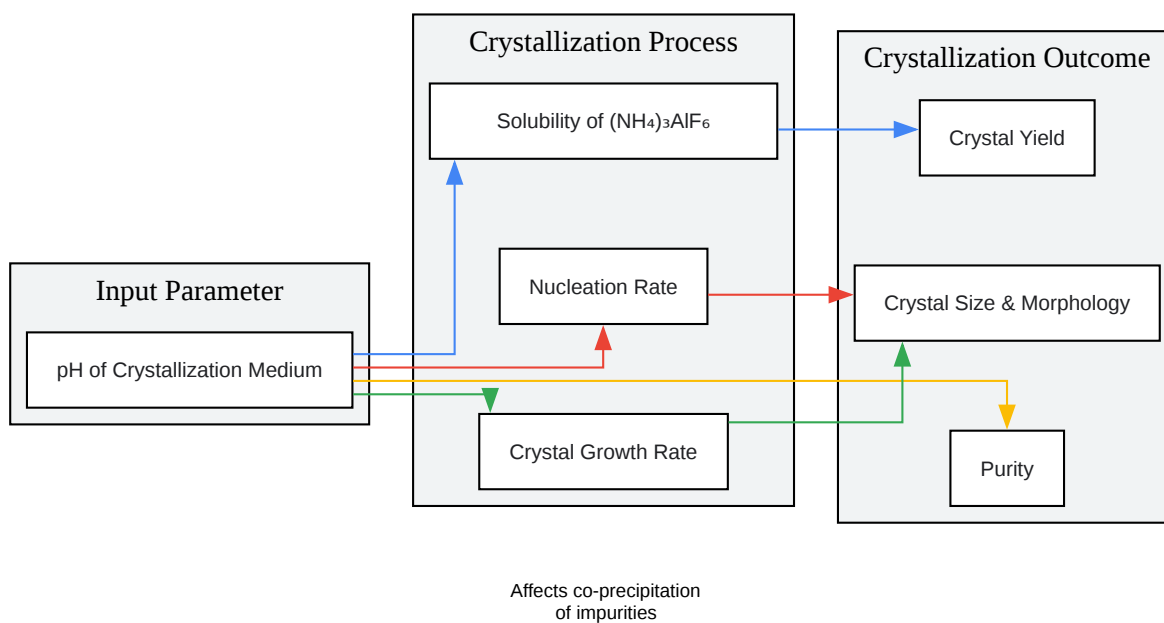 Crystallization Process
Crystallization Outcome
Solubility of (NH₄)₃AlF₆
Crystal Yield
Input Parameter
Nucleation Rate
Crystal Size & Morphology
pH of Crystallization Medium
Crystal Growth Rate
Purity
Affects co-precipitation
of impurities